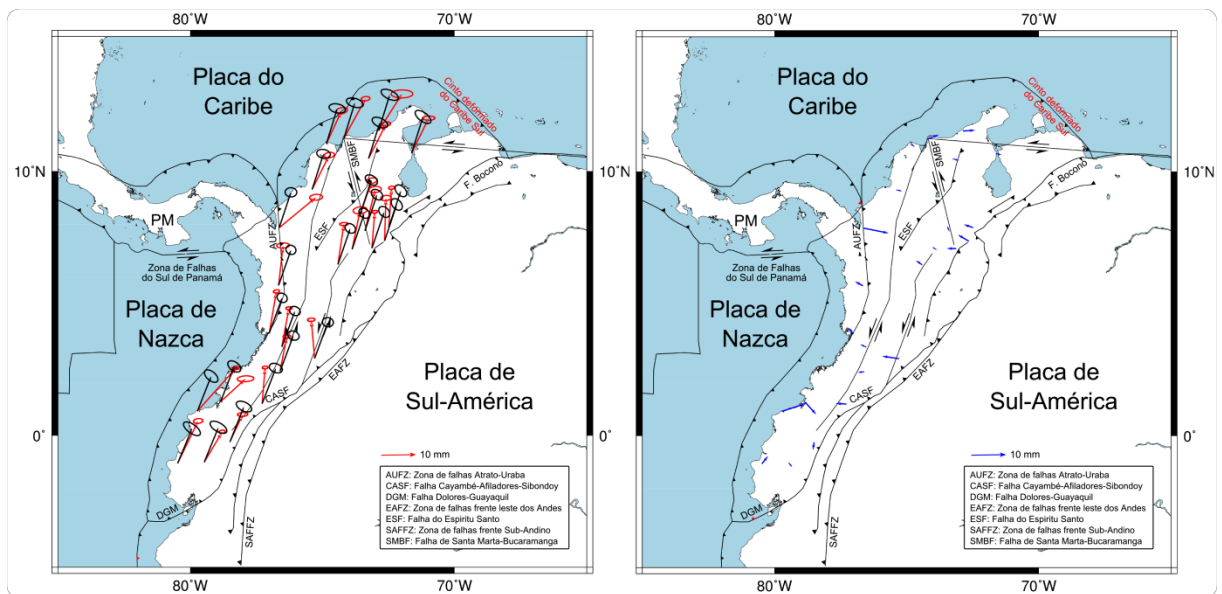 80°W
70°W
Placa do
Caribe
Cinto deformado
do Caribe Sul
10°N
SMBF
F. Bocono
PM
AUFZ
ESF
Zona de Falhas
do Sul de Panamá
Placa de
Nazca
EAFZ
Placa de
Sul-América
CASF
0°
10 mm
AUFZ: Zona de falhas Atrato-Uraba
CASF: Falha Cayambé-Afiladores-Sibondoy
DGM: Falha Dolores-Guayaquil
EAFZ: Zona de falhas frente leste dos Andes
ESF: Falha do Espiritu Santo
SAFFZ: Zona de falhas frente Sub-Andino
SMBF: Falha de Santa Marta-Bucaramanga
DGM
SAFFZ
80°W
70°W
80°W
70°W
Placa do
Caribe
Cinto deformado
do Caribe Sul
10°N
10°N
SMBF
F. Bocono
PM
AUFZ
ESF
Zona de Falhas
do Sul de Panamá
Placa de
Nazca
EAFZ
Placa de
Sul-América
CASF
0°
0°
10 mm
AUFZ: Zona de falhas Atrato-Uraba
CASF: Falha Cayambé-Afiladores-Sibondoy
DGM: Falha Dolores-Guayaquil
EAFZ: Zona de falhas frente leste dos Andes
ESF: Falha do Espiritu Santo
SAFFZ: Zona de falhas frente Sub-Andino
SMBF: Falha de Santa Marta-Bucaramanga
DGM
SAFFZ
80°W
70°W